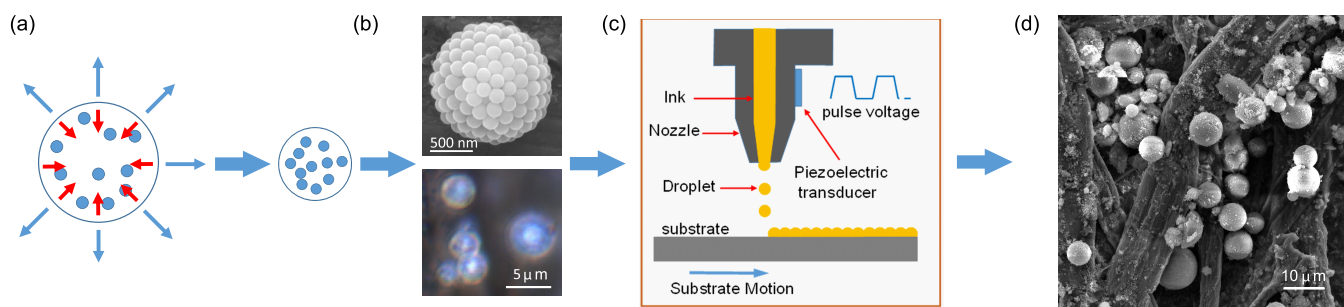 (a)
(b)
500 nm
5 μm
(c)
Ink
Nozzle
pulse voltage
Piezoelectric
transducer
Droplet
substrate
Substrate Motion
(d)
10 μm